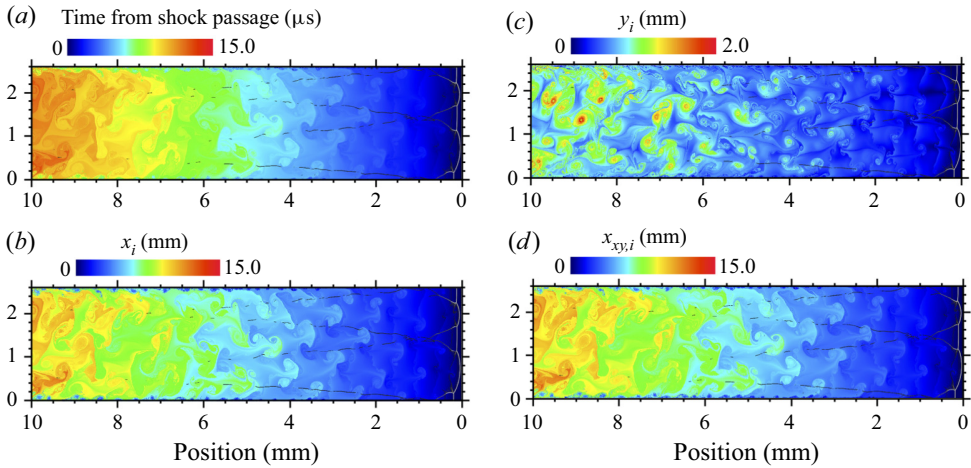 (a) Time from shock passage (μs)
0 15.0
2
1
0
10 8 6 4 2 0
(b) x_i (mm)
0 15.0
2
1
0
10 8 6 4 2 0
Position (mm)
(c) y_i (mm)
0 2.0
2
1
0
10 8 6 4 2 0
(d) x_{xy,i} (mm)
0 15.0
2
1
0
10 8 6 4 2 0
Position (mm)